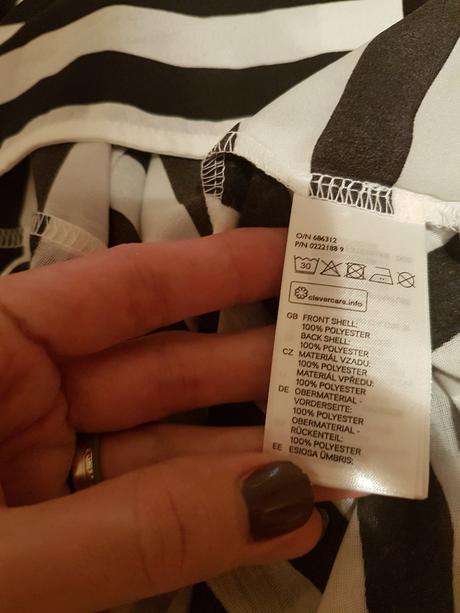 O/N 686312
P/N 0222188 9
30
clevercare.info
GB FRONT SHELL:
100% POLYESTER
BACK SHELL:
100% POLYESTER
CZ MATERIÁL VZADU:
100% POLYESTER
MATERIÁL VPŘEDU:
100% POLYESTER
DE OBERMATERIAL -
VORDERSEITE:
100% POLYESTER
OBERMATERIAL -
RÜCKENTEIL:
100% POLYESTER
EE ESIOSA ÜMBRIS: